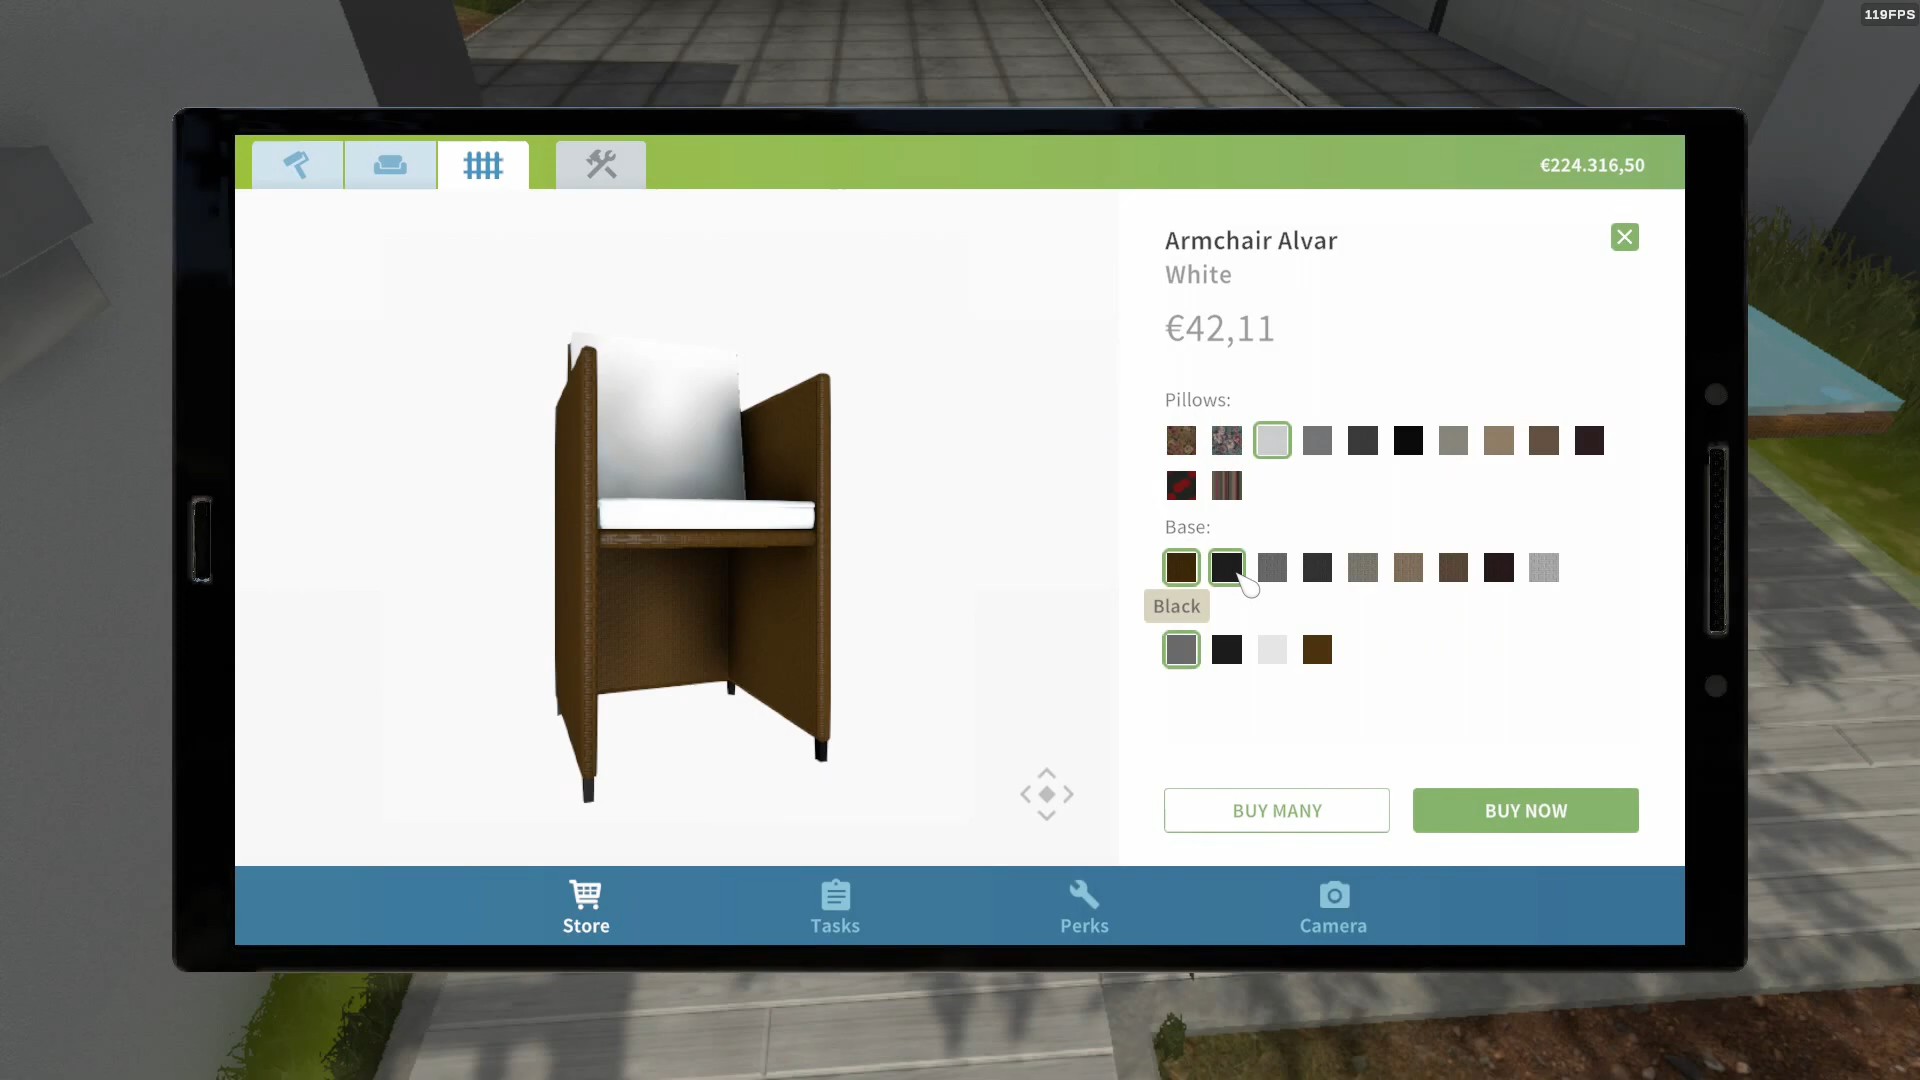 119FPS
€224.316,50
Armchair Alvar
White
€42,11
Pillows:
Base:
Black
BUY MANY
BUY NOW
Store
Tasks
Perks
Camera